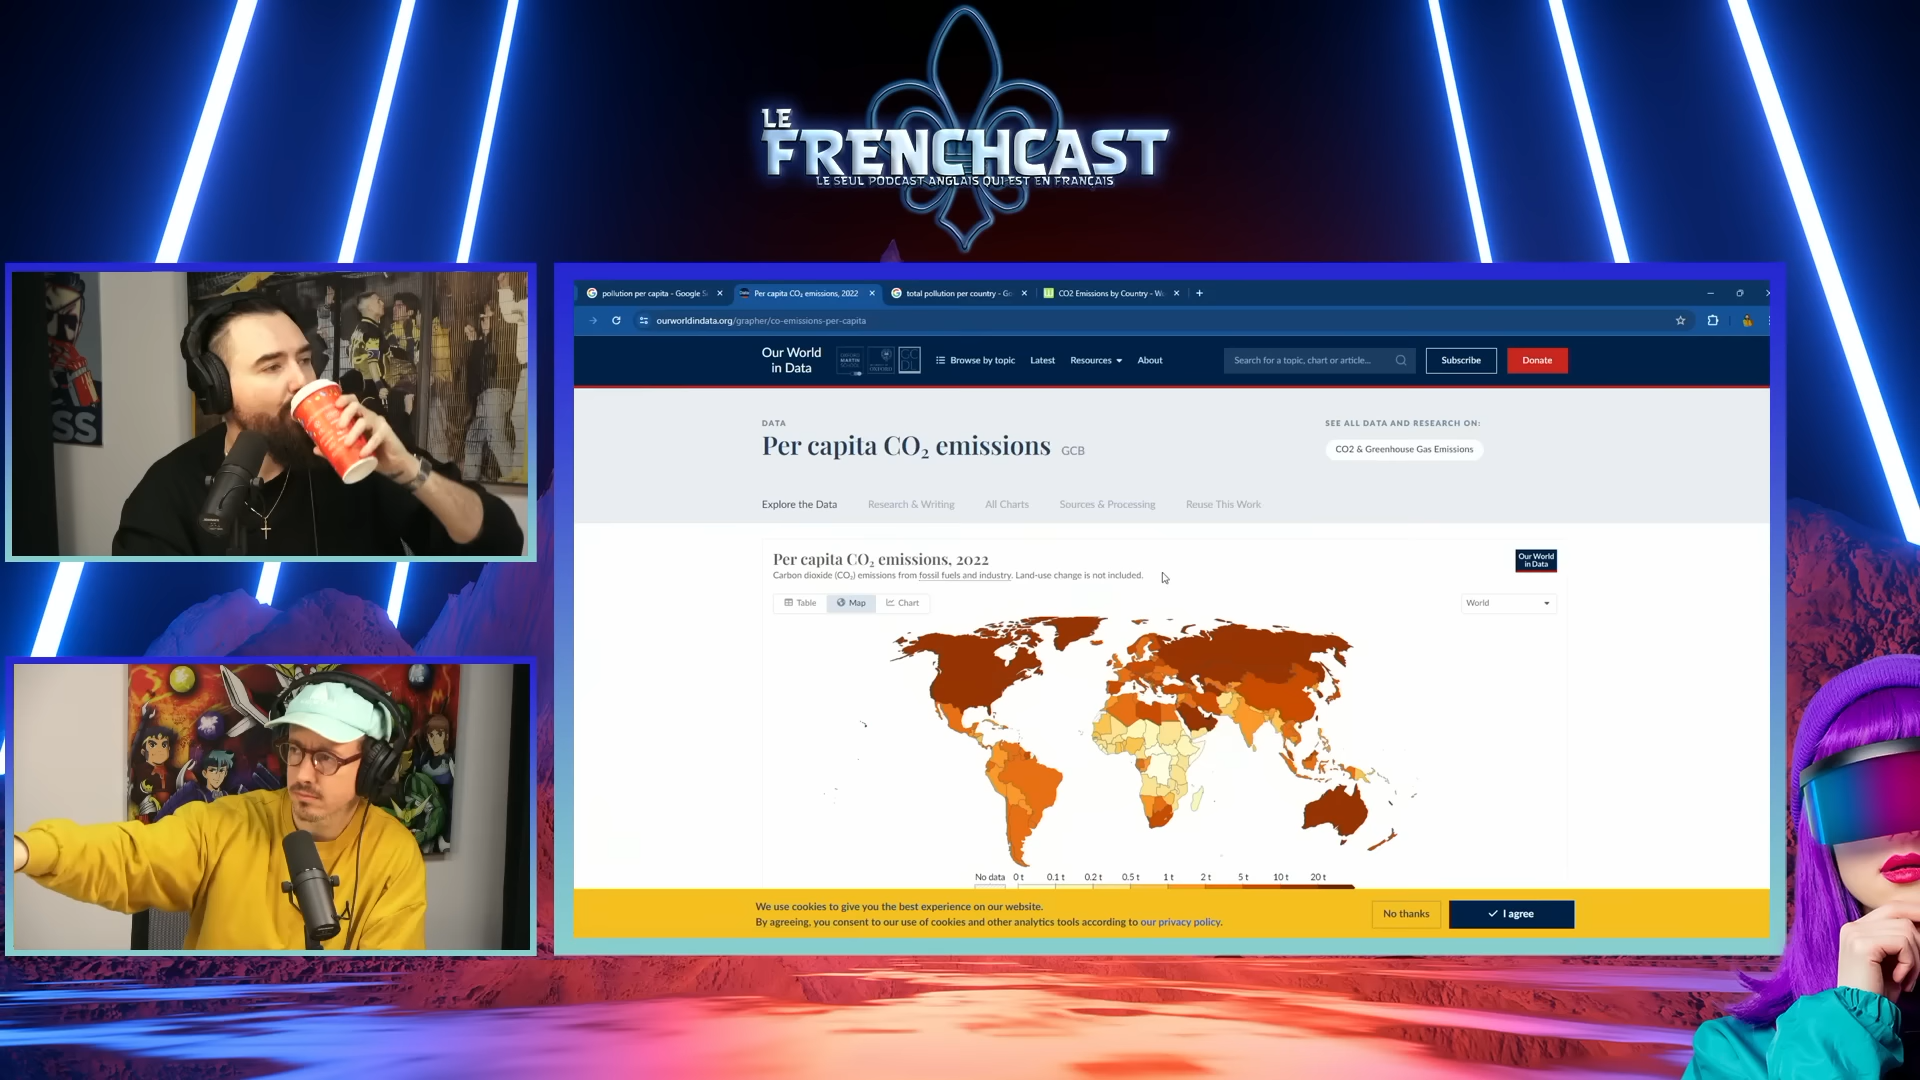 LE
FRENCHCAST
LE SEUL PODCAST ANGLAIS QUI EST EN FRANÇAIS
SS
pollution per capita - Google S
Per capita CO₂ emissions, 2022
total pollution per country - Go
CO2 Emissions by Country - W
ourworldindata.org/grapher/co-emissions-per-capita
Our World
in Data
Browse by topic
Latest
Resources
About
Search for a topic, chart or article...
Subscribe
Donate
DATA
Per capita CO₂ emissions GCB
SEE ALL DATA AND RESEARCH ON:
CO2 & Greenhouse Gas Emissions
Explore the Data
Research & Writing
All Charts
Sources & Processing
Reuse This Work
Per capita CO₂ emissions, 2022
Carbon dioxide (CO₂) emissions from fossil fuels and industry. Land-use change is not included.
Our World
in Data
Table
Map
Chart
World
No data 0 t 0.1 t 0.2 t 0.5 t 1 t 2 t 5 t 10 t 20 t
We use cookies to give you the best experience on our website.
By agreeing, you consent to our use of cookies and other analytics tools according to our privacy policy.
No thanks
I agree